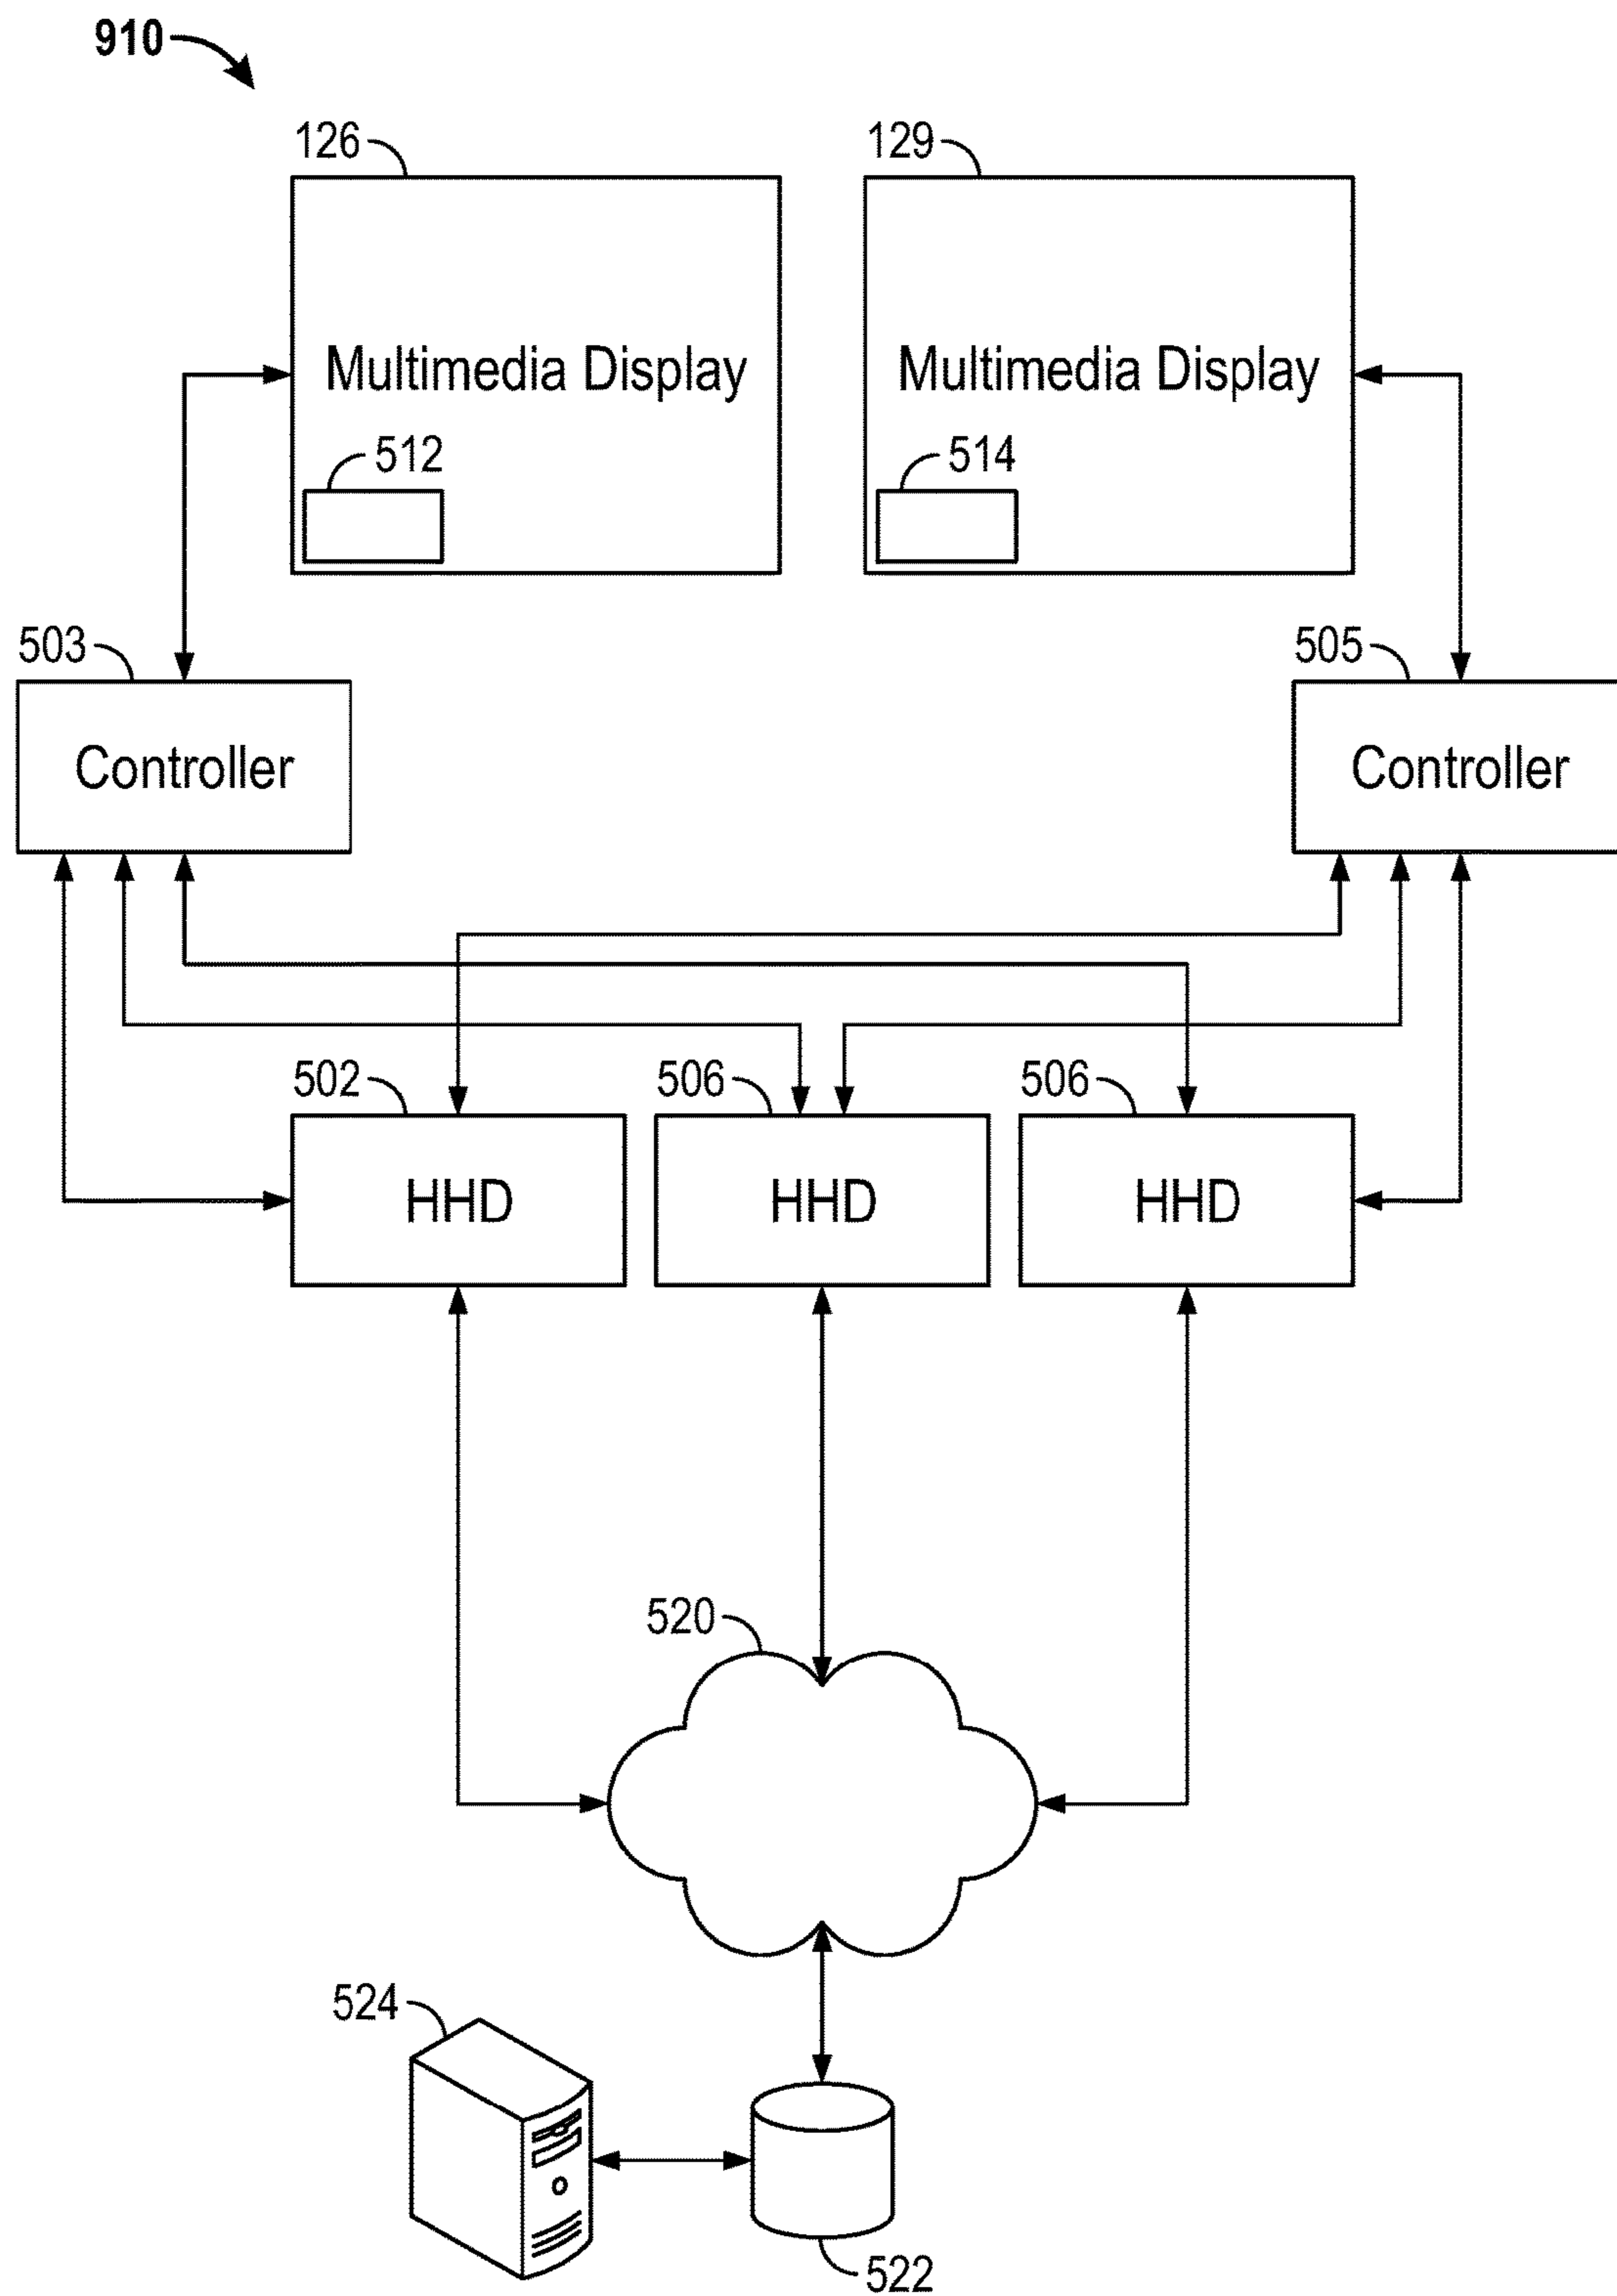 910
126
129
Multimedia Display
Multimedia Display
512
514
503
505
Controller
Controller
502
506
506
HHD
HHD
HHD
520
524
522